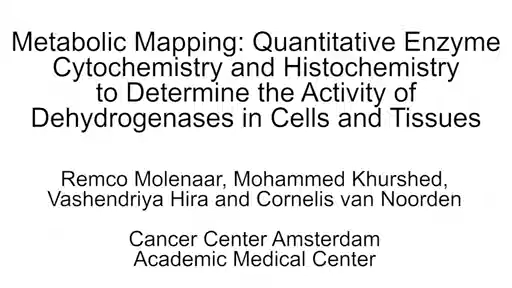 Metabolic Mapping: Quantitative Enzyme
Cytochemistry and Histochemistry
to Determine the Activity of
Dehydrogenases in Cells and Tissues
Remco Molenaar, Mohammed Khurshed,
Vashendriya Hira and Cornelis van Noorden
Cancer Center Amsterdam
Academic Medical Center